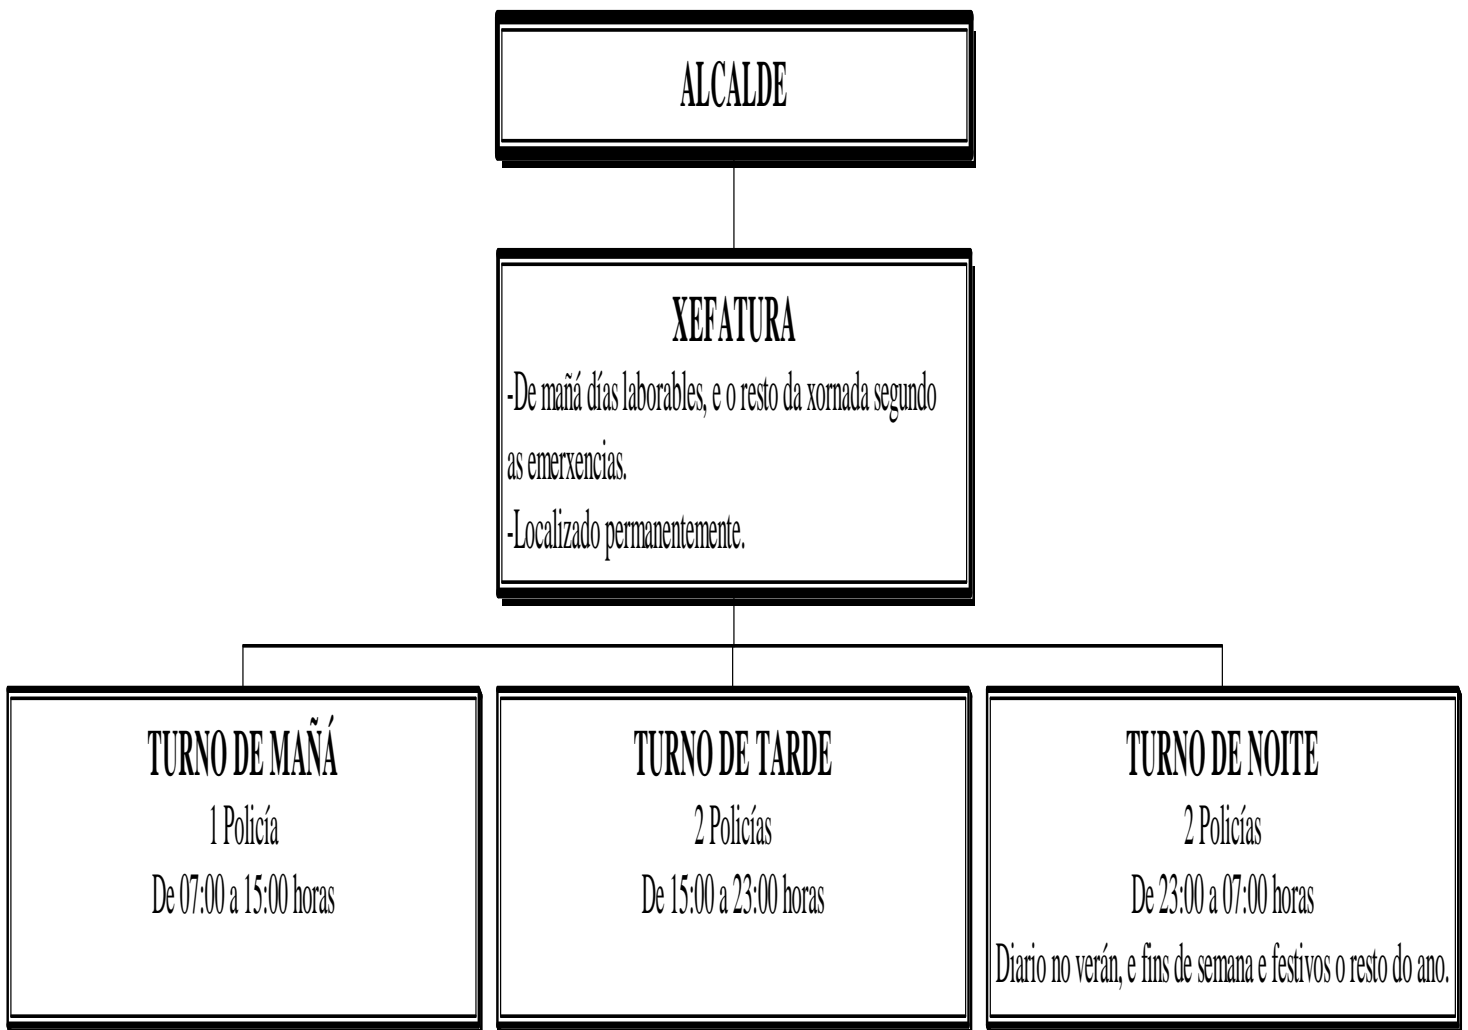 ALCALDE
XEFATURA
-De mañá días laborables, e o resto da xornada segundo
as emerxencias.
-Localizado permanentemente.
TURNO DE MAÑÁ
1 Policía
De 07:00 a 15:00 horas
TURNO DE TARDE
2 Policías
De 15:00 a 23:00 horas
TURNO DE NOITE
2 Policías
De 23:00 a 07:00 horas
Diario no verán, e fins de semana e festivos o resto do ano.